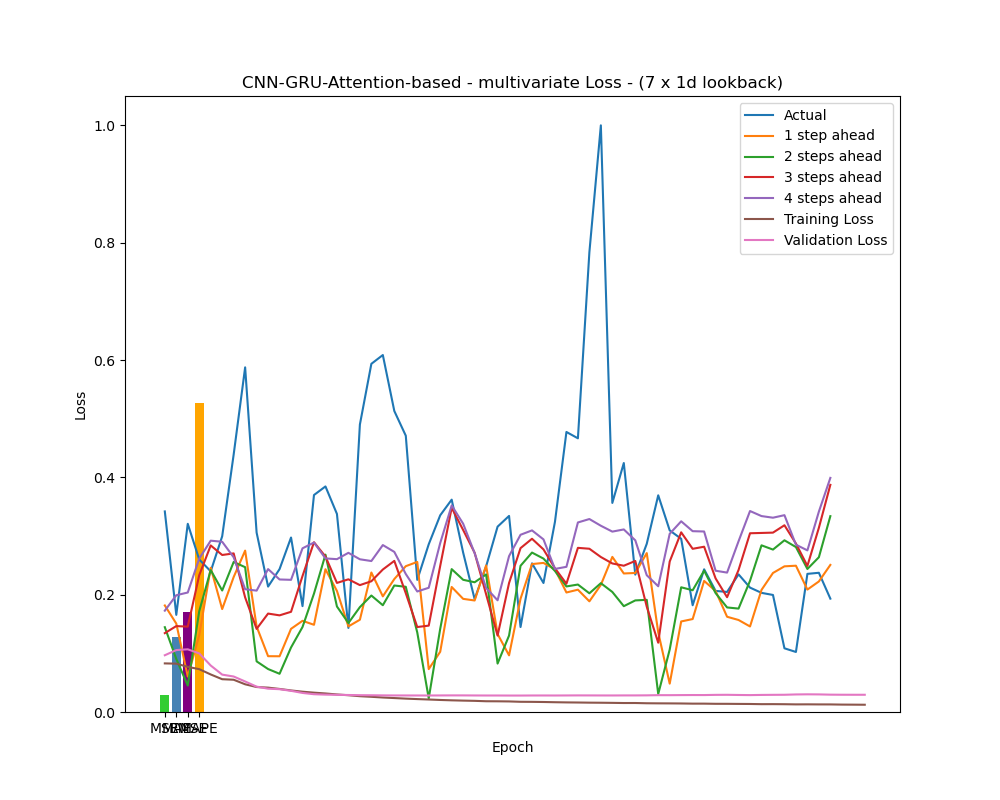 CNN-GRU-Attention-based - multivariate Loss - (7 x 1d lookback)
Actual
1 step ahead
2 steps ahead
3 steps ahead
4 steps ahead
Training Loss
Validation Loss
1.0
0.8
0.6
0.4
0.2
0.0
Loss
Epoch